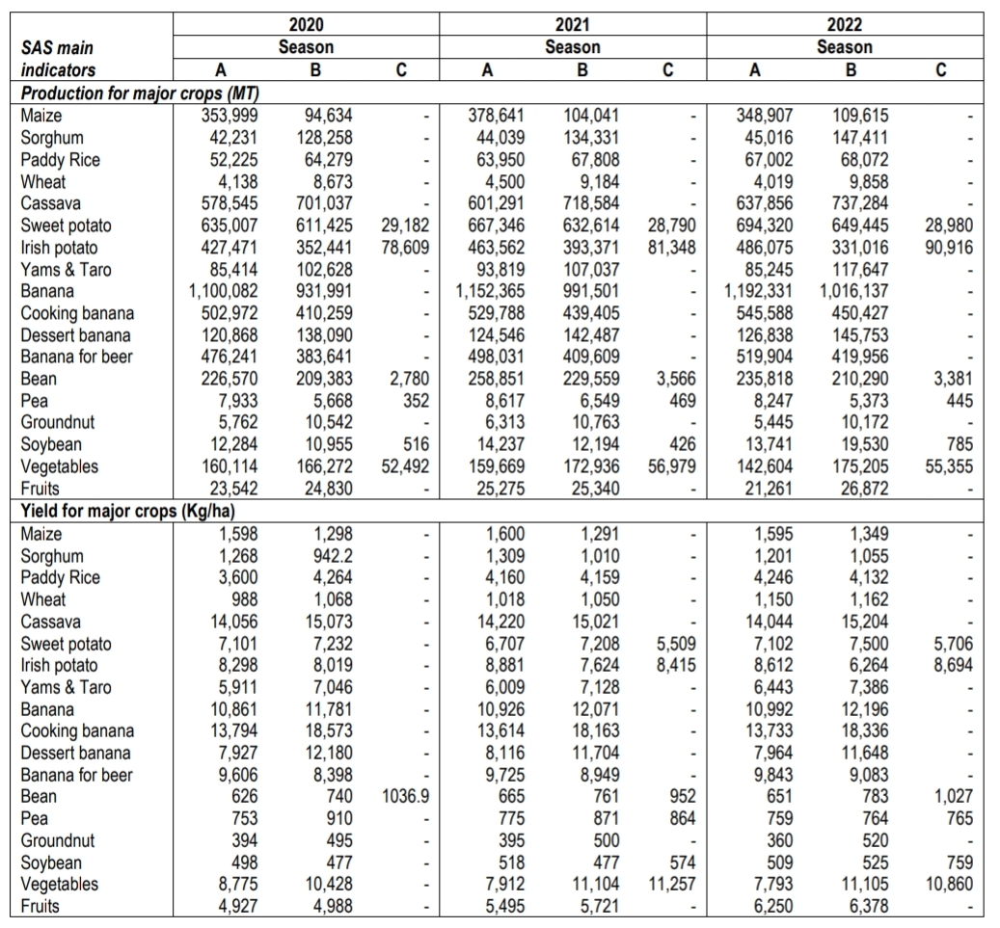 2020 2021 2022
SAS main Season Season Season
indicators A B C A B C A B C
Production for major crops (MT)
Maize 353,999 94,634 - 378,641 104,041 - 348,907 109,615 -
Sorghum 42,231 128,258 - 44,039 134,331 - 45,016 147,411 -
Paddy Rice 52,225 64,279 - 63,950 67,808 - 67,002 68,072 -
Wheat 4,138 8,673 - 4,500 9,184 - 4,019 9,858 -
Cassava 578,545 701,037 - 601,291 718,584 - 637,856 737,284 -
Sweet potato 635,007 611,425 29,182 667,346 632,614 28,790 694,320 649,445 28,980
Irish potato 427,471 352,441 78,609 463,562 393,371 81,348 486,075 331,016 90,916
Yams & Taro 85,414 102,628 - 93,819 107,037 - 85,245 117,647 -
Banana 1,100,082 931,991 - 1,152,365 991,501 - 1,192,331 1,016,137 -
Cooking banana 502,972 410,259 - 529,788 439,405 - 545,588 450,427 -
Dessert banana 120,868 138,090 - 124,546 142,487 - 126,838 145,753 -
Banana for beer 476,241 383,641 - 498,031 409,609 - 519,904 419,956 -
Bean 226,570 209,383 2,780 258,851 229,559 3,566 235,818 210,290 3,381
Pea 7,933 5,668 352 8,617 6,549 469 8,247 5,373 445
Groundnut 5,762 10,542 - 6,313 10,763 - 5,445 10,172 -
Soybean 12,284 10,955 516 14,237 12,194 426 13,741 19,530 785
Vegetables 160,114 166,272 52,492 159,669 172,936 56,979 142,604 175,205 55,355
Fruits 23,542 24,830 - 25,275 25,340 - 21,261 26,872 -
Yield for major crops (Kg/ha)
Maize 1,598 1,298 - 1,600 1,291 - 1,595 1,349 -
Sorghum 1,268 942.2 - 1,309 1,010 - 1,201 1,055 -
Paddy Rice 3,600 4,264 - 4,160 4,159 - 4,246 4,132 -
Wheat 988 1,068 - 1,018 1,050 - 1,150 1,162 -
Cassava 14,056 15,073 - 14,220 15,021 - 14,044 15,204 -
Sweet potato 7,101 7,232 - 6,707 7,208 5,509 7,102 7,500 5,706
Irish potato 8,298 8,019 - 8,881 7,624 8,415 8,612 6,264 8,694
Yams & Taro 5,911 7,046 - 6,009 7,128 - 6,443 7,386 -
Banana 10,861 11,781 - 10,926 12,071 - 10,992 12,196 -
Cooking banana 13,794 18,573 - 13,614 18,163 - 13,733 18,336 -
Dessert banana 7,927 12,180 - 8,116 11,704 - 7,964 11,648 -
Banana for beer 9,606 8,398 - 9,725 8,949 - 9,843 9,083 -
Bean 626 740 1036.9 665 761 952 651 783 1,027
Pea 753 910 - 775 871 864 759 764 765
Groundnut 394 495 - 395 500 - 360 520 -
Soybean 498 477 - 518 477 574 509 525 759
Vegetables 8,775 10,428 - 7,912 11,104 11,257 7,793 11,105 10,860
Fruits 4,927 4,988 - 5,495 5,721 - 6,250 6,378 -